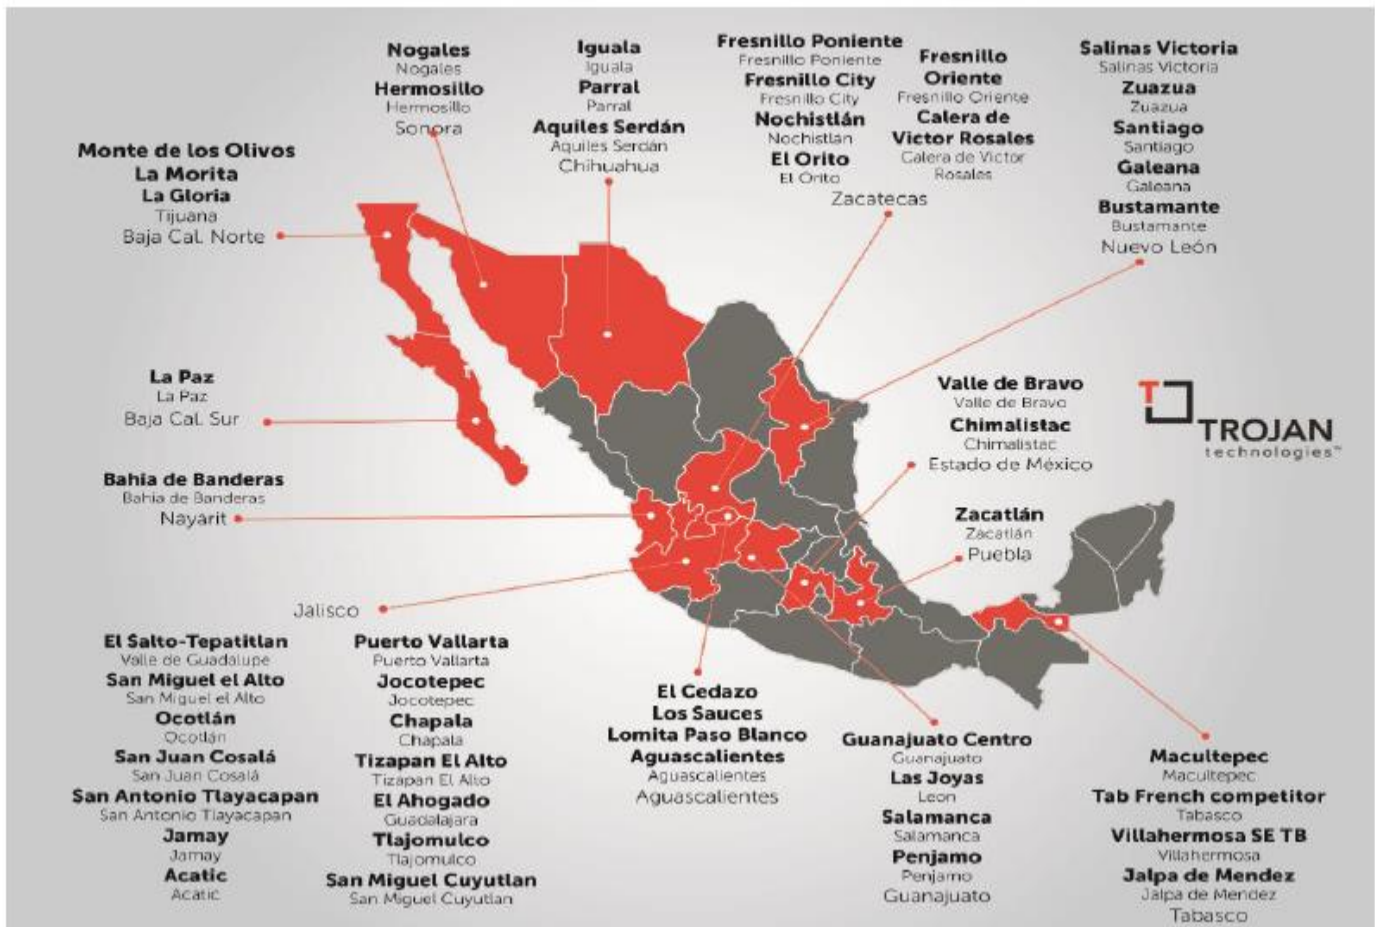 Nogales
Nogales
Hermosillo
Hermosillo
Sonora
Iguala
Iguala
Parral
Parral
Aquiles Serdán
Aquiles Serdán
Chihuahua
Fresnillo Poniente
Fresnillo Poniente
Fresnillo City
Fresnillo City
Nochistlán
Nochistlán
El Orito
El Orito
Fresnillo
Oriente
Fresnillo Oriente
Calera de
Victor Rosales
Calera de Victor
Rosales
Zacatecas
Salinas Victoria
Salinas Victoria
Zuazua
Zuazua
Santiago
Santiago
Galeana
Galeana
Bustamante
Bustamante
Nuevo León
Monte de los Olivos
La Morita
La Gloria
Tijuana
Baja Cal. Norte
La Paz
La Paz
Baja Cal. Sur
Valle de Bravo
Valle de Bravo
Chimalistac
Chimalistac
Estado de México
TROJAN
technologies™
Bahia de Banderas
Bahia de Banderas
Nayarit
Zacatlán
Zacatlán
Puebla
Jalisco
El Salto-Tepatitlan
Valle de Guadalupe
San Miguel el Alto
San Miguel el Alto
Ocotlán
Ocotlán
San Juan Cosalá
San Juan Cosalá
San Antonio Tlayacapan
San Antonio Tlayacapan
Jamay
Jamay
Acatic
Acatic
Puerto Vallarta
Puerto Vallarta
Jocotepec
Jocotepec
Chapala
Chapala
Tizapan El Alto
Tizapan El Alto
El Ahogado
Guadalajara
Tlajomulco
Tlajomulco
San Miguel Cuyutlan
San Miguel Cuyutlan
El Cedazo
Los Sauces
Lomita Paso Blanco
Aguascalientes
Aguascalientes
Aguascalientes
Guanajuato Centro
Guanajuato
Las Joyas
Leon
Salamanca
Salamanca
Penjamo
Penjamo
Guanajuato
Macultepec
Macultepec
Tab French competitor
Tabasco
Villahermosa SE TB
Villahermosa
Jalpa de Mendez
Jalpa de Mendez
Tabasco